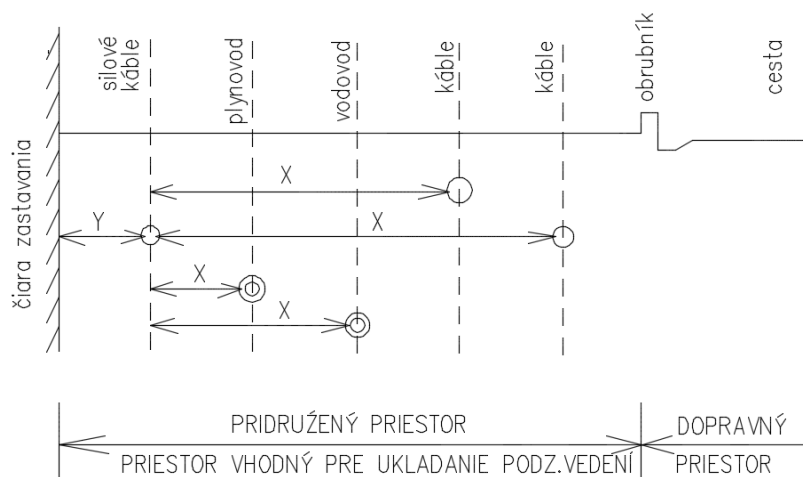 silové
káble
plynovod
vodovod
káble
káble
obrubník
cesta
čiara zastavania
X
Y
X
X
X
PRIDRUŽENÝ PRIESTOR
DOPRAVNÝ
PRIESTOR VHODNÝ PRE UKLADANIE PODZ.VEDENÍ
PRIESTOR